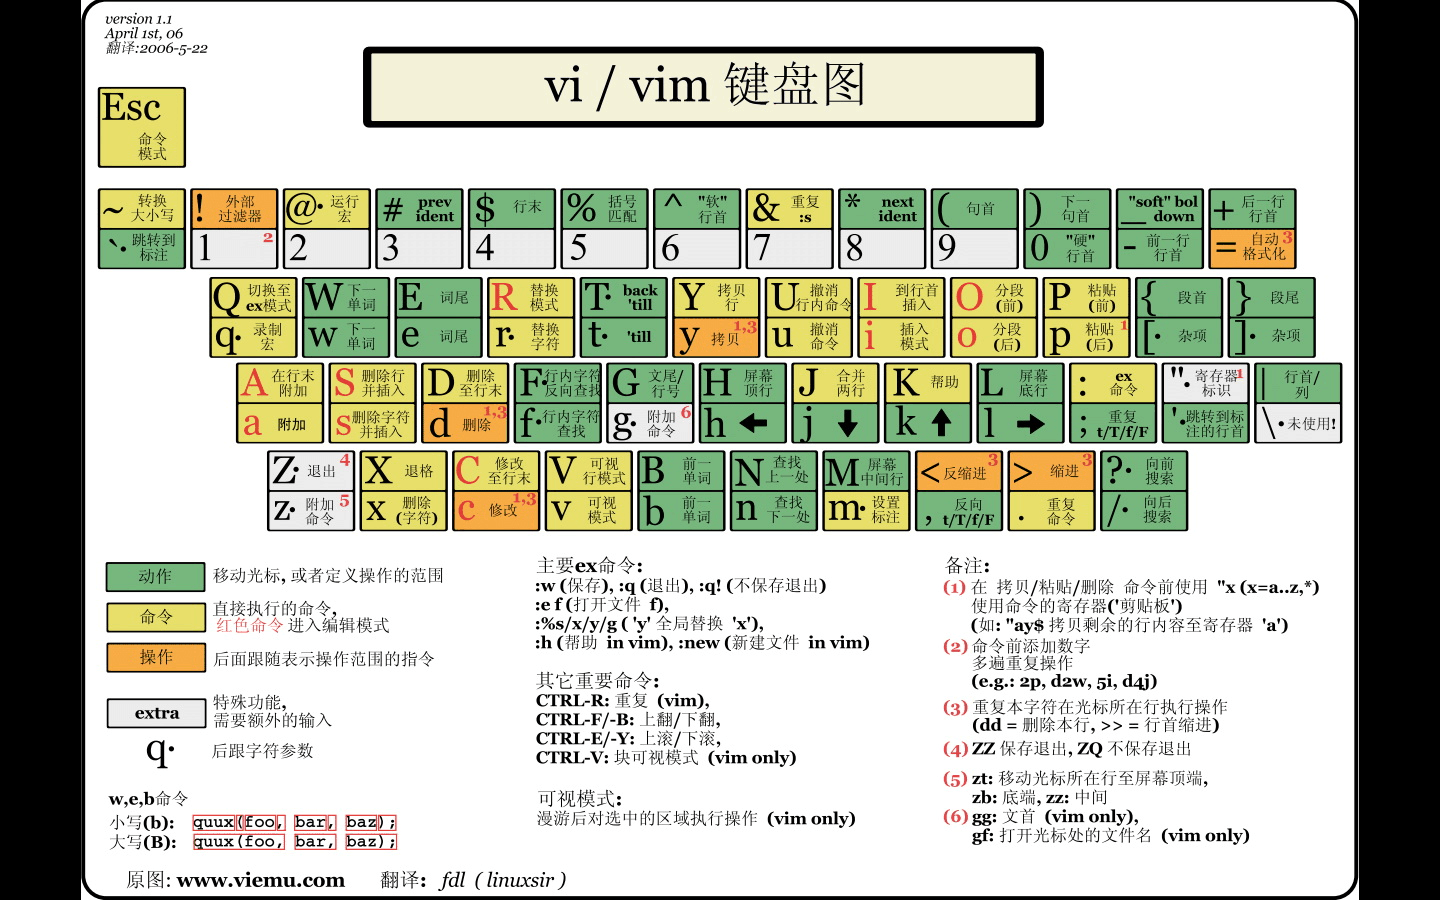 version 1.1
April 1st, 06
翻译:2006-5-22
vi / vim 键盘图
Esc 命令
模式
~ 转换
大小写
! 外部
过滤器
@· 运行
宏
# prev
ident
$ 行末
% 括号
匹配
^ "软"
行首
& 重复
:s
* next
ident
( 句首
) 下一
句首
_ "soft" bol
down
+ 后一行
行首
`· 跳转到
标注
1 2
2
3
4
5
6
7
8
9
0 "硬"
行首
- 前一行
行首
= 自动 3
格式化
Q 切换至
ex模式
W 下一
单词
E 词尾
R 替换
模式
T· back
'till
Y 拷贝
行
U 撤消
行内命令
I 到行首
插入
O 分段
(前)
P 粘贴
(前)
{ 段首
} 段尾
q· 录制
宏
w 下一
单词
e 词尾
r· 替换
字符
t· 'till
y 拷贝 1,3
u 撤消
命令
i 插入
模式
o 分段
(后)
p 粘贴 1
(后)
[· 杂项
]· 杂项
A 在行末
附加
S 删除行
并插入
D 删除
至行末
F· 行内字符
反向查找
G 文尾/
行号
H 屏幕
顶行
J 合并
两行
K 帮助
L 屏幕
底行
: ex
命令
"· 寄存器 1
标识
| 行首/
列
a 附加
s 删除字符
并插入
d 删除 1,3
f· 行内字符
查找
g· 附加 6
命令
h ←
j ↓
k ↑
l →
; 重复
t/T/f/F
'· 跳转到标
注的行首
\· 未使用!
Z· 退出 4
X 退格
C 修改
至行末
V 可视
行模式
B 前一
单词
N 查找
上一处
M 屏幕
中间行
< 反缩进 3
> 缩进 3
?· 向前
搜索
z· 附加 5
命令
x 删除
(字符)
c 修改 1,3
v 可视
模式
b 前一
单词
n 查找
下一处
m· 设置
标注
, 反向
t/T/f/F
. 重复
命令
/· 向后
搜索
动作 移动光标, 或者定义操作的范围
命令 直接执行的命令,
红色命令 进入编辑模式
操作 后面跟随表示操作范围的指令
extra 特殊功能,
需要额外的输入
q· 后跟字符参数
w,e,b命令
小写(b): quux(foo, bar, baz);
大写(B): quux(foo, bar, baz);
原图: www.viemu.com 翻译: fdl ( linuxsir )
主要ex命令:
:w (保存), :q (退出), :q! (不保存退出)
:e f (打开文件 f),
:%s/x/y/g ( 'y' 全局替换 'x'),
:h (帮助 in vim), :new (新建文件 in vim)
其它重要命令:
CTRL-R: 重复 (vim),
CTRL-F/-B: 上翻/下翻,
CTRL-E/-Y: 上滚/下滚,
CTRL-V: 块可视模式 (vim only)
可视模式:
漫游后对选中的区域执行操作 (vim only)
备注:
(1) 在 拷贝/粘贴/删除 命令前使用 "x (x=a..z,*)
使用命令的寄存器('剪贴板')
(如: "ay$ 拷贝剩余的行内容至寄存器 'a')
(2) 命令前添加数字
多遍重复操作
(e.g.: 2p, d2w, 5i, d4j)
(3) 重复本字符在光标所在行执行操作
(dd = 删除本行, >> = 行首缩进)
(4) ZZ 保存退出, ZQ 不保存退出
(5) zt: 移动光标所在行至屏幕顶端,
zb: 底端, zz: 中间
(6) gg: 文首 (vim only),
gf: 打开光标处的文件名 (vim only)